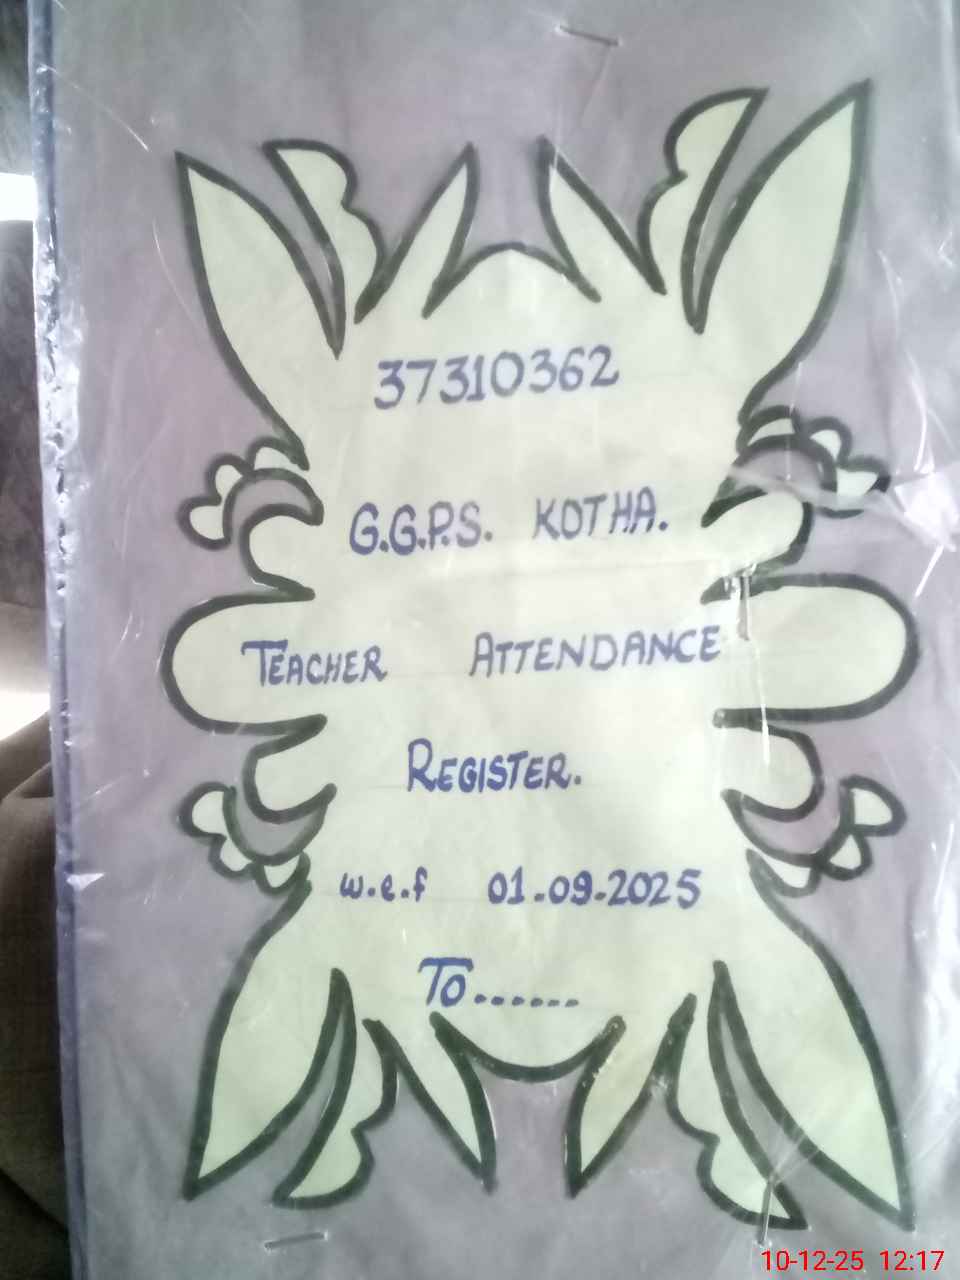 37310362
G.G.P.S. KOTHA.
TEACHER ATTENDANCE
REGISTER.
w.e.f 01.09.2025
To.......
10-12-25 12:17